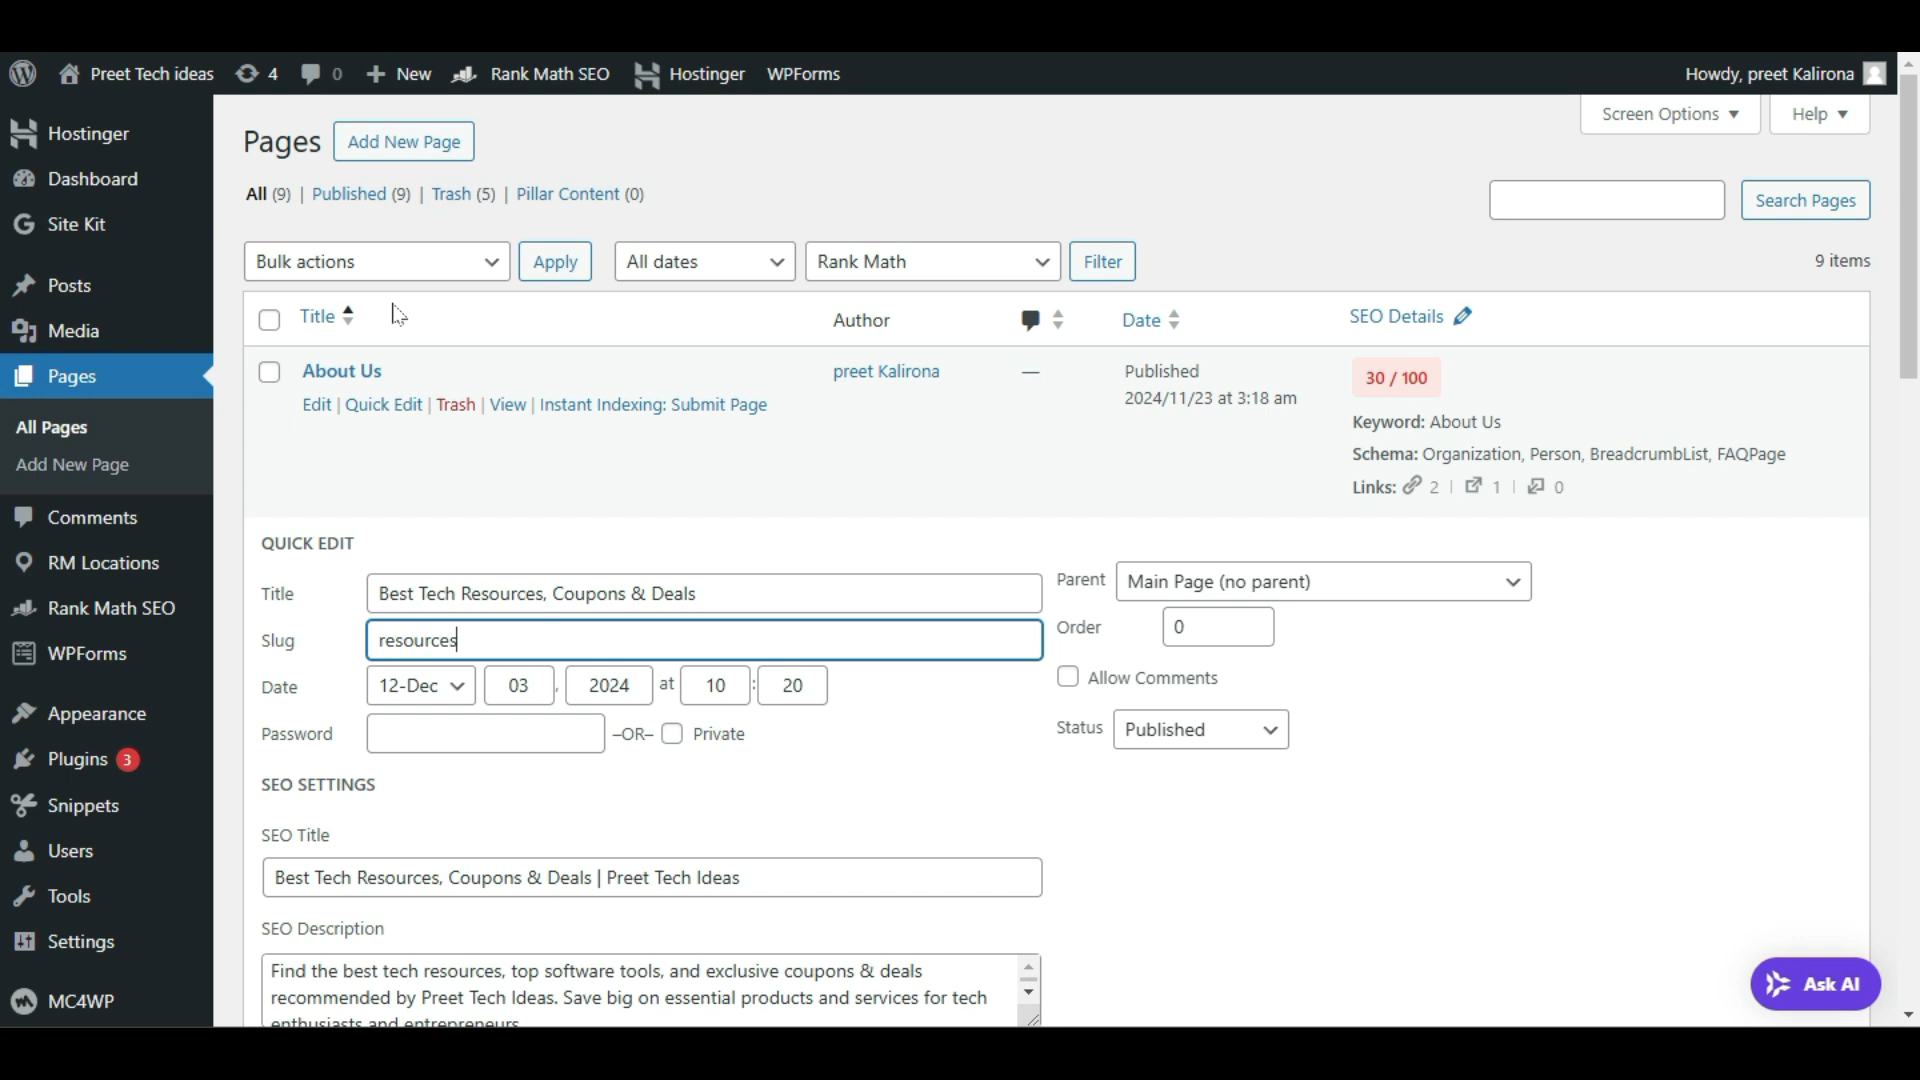 Preet Tech ideas 4 0 New Rank Math SEO Hostinger WPForms Howdy, preet Kalirona
Hostinger
Dashboard
Site Kit
Posts
Media
Pages
All Pages
Add New Page
Comments
RM Locations
Rank Math SEO
WPForms
Appearance
Plugins 3
Snippets
Users
Tools
Settings
MC4WP
Screen Options Help
Pages Add New Page
All (9) | Published (9) | Trash (5) | Pillar Content (0)
Search Pages
Bulk actions Apply All dates Rank Math Filter 9 items
Title Author Date SEO Details
About Us preet Kalirona — Published 30 / 100
2024/11/23 at 3:18 am
Edit | Quick Edit | Trash | View | Instant Indexing: Submit Page
Keyword: About Us
Schema: Organization, Person, BreadcrumbList, FAQPage
Links: 2 | 1 | 0
QUICK EDIT
Title Best Tech Resources, Coupons & Deals
Slug resources
Date 12-Dec 03 , 2024 at 10 : 20
Password –OR– Private
Parent Main Page (no parent)
Order 0
Allow Comments
Status Published
SEO SETTINGS
SEO Title
Best Tech Resources, Coupons & Deals | Preet Tech Ideas
SEO Description
Find the best tech resources, top software tools, and exclusive coupons & deals
recommended by Preet Tech Ideas. Save big on essential products and services for tech
enthusiasts and entrepreneurs
Ask AI